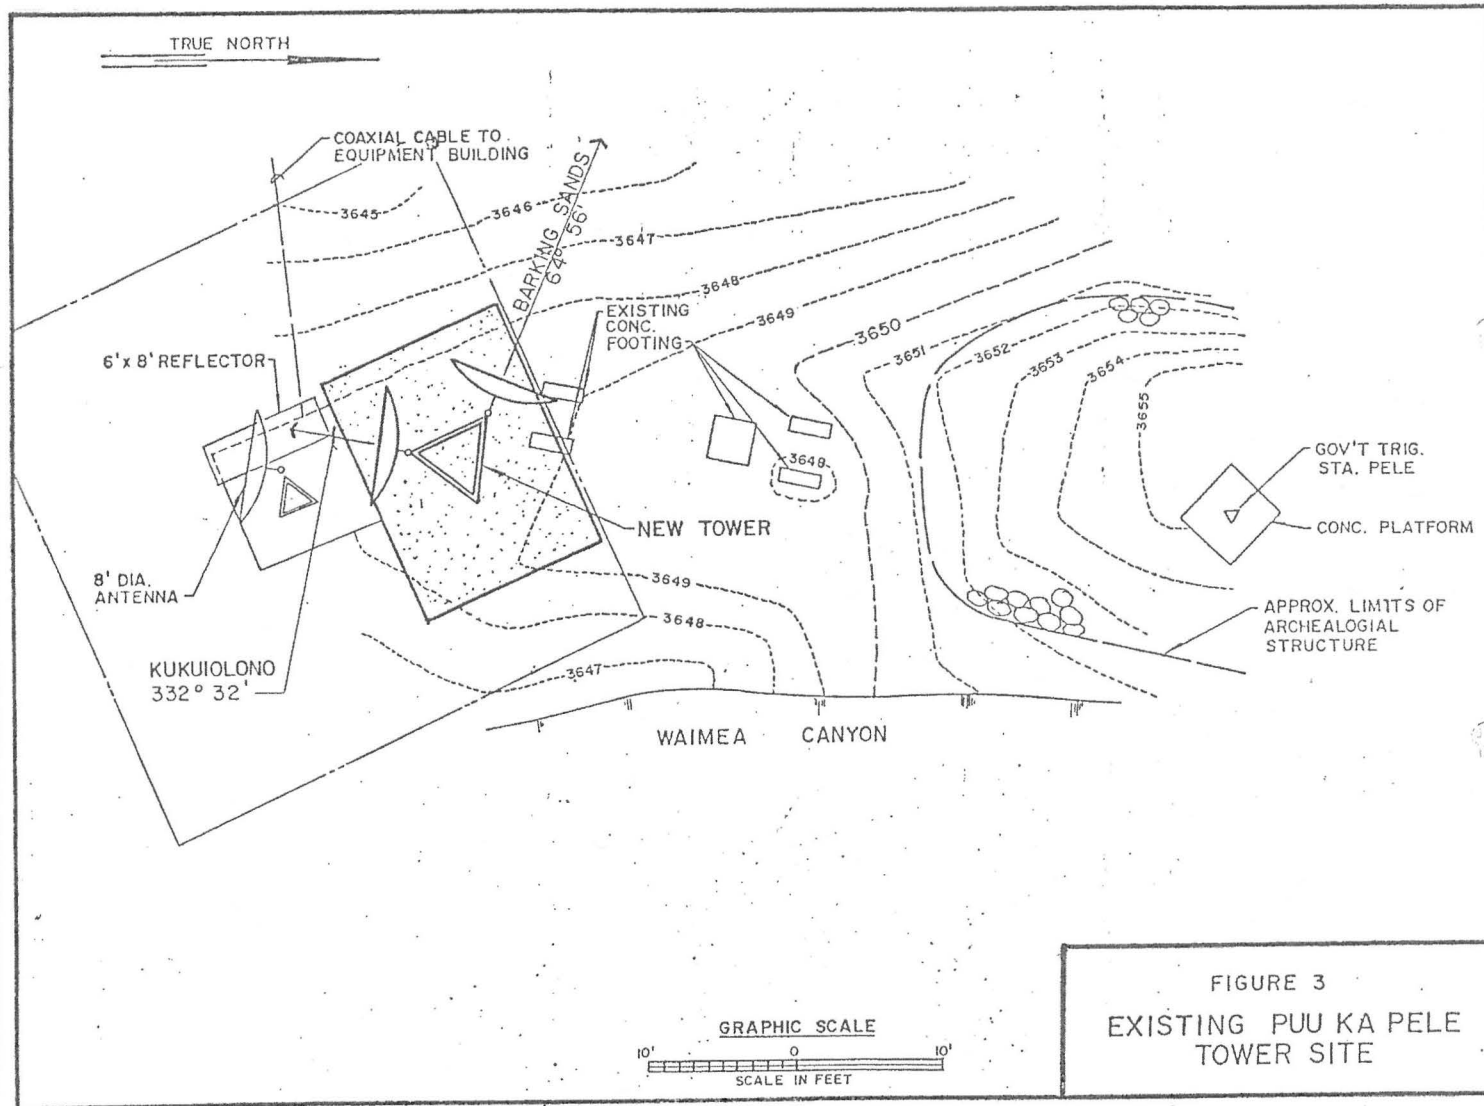 TRUE NORTH
COAXIAL CABLE TO
EQUIPMENT BUILDING
3645
3646
3647
3648
3649
3650
3651
3652
3653
3654
3655
BARKING SANDS
64° 56'
EXISTING
CONC.
FOOTING
6'x 8' REFLECTOR
3648
GOV'T TRIG.
STA. PELE
CONC. PLATFORM
NEW TOWER
8' DIA.
ANTENNA
3649
3648
3647
APPROX. LIMITS OF
ARCHEALOGIAL
STRUCTURE
KUKUIOLONO
332° 32'
WAIMEA CANYON
GRAPHIC SCALE
10' 0 10'
SCALE IN FEET
FIGURE 3
EXISTING PUU KA PELE
TOWER SITE